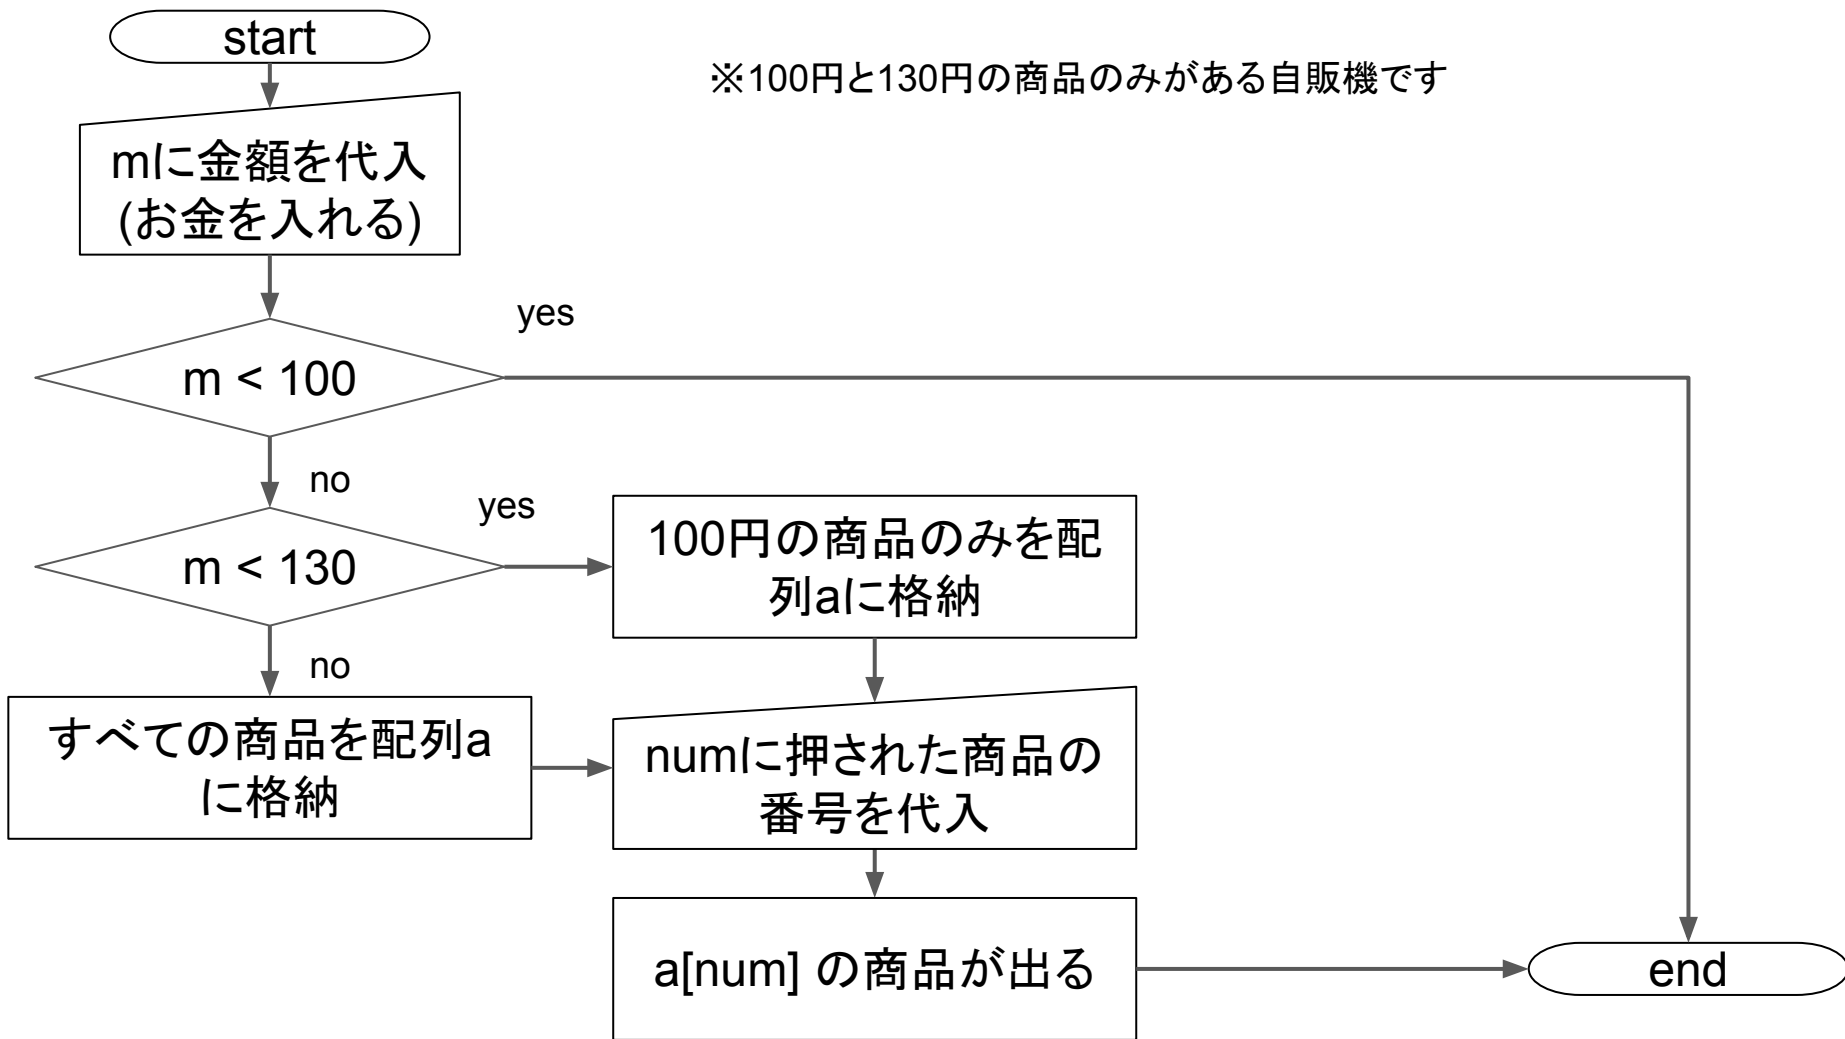 start
※100円と130円の商品のみがある自販機です
mに金額を代入
(お金を入れる)
yes
m < 100
no
yes
m < 130
100円の商品のみを配
列aに格納
no
すべての商品を配列a
に格納
numに押された商品の
番号を代入
a[num] の商品が出る
end